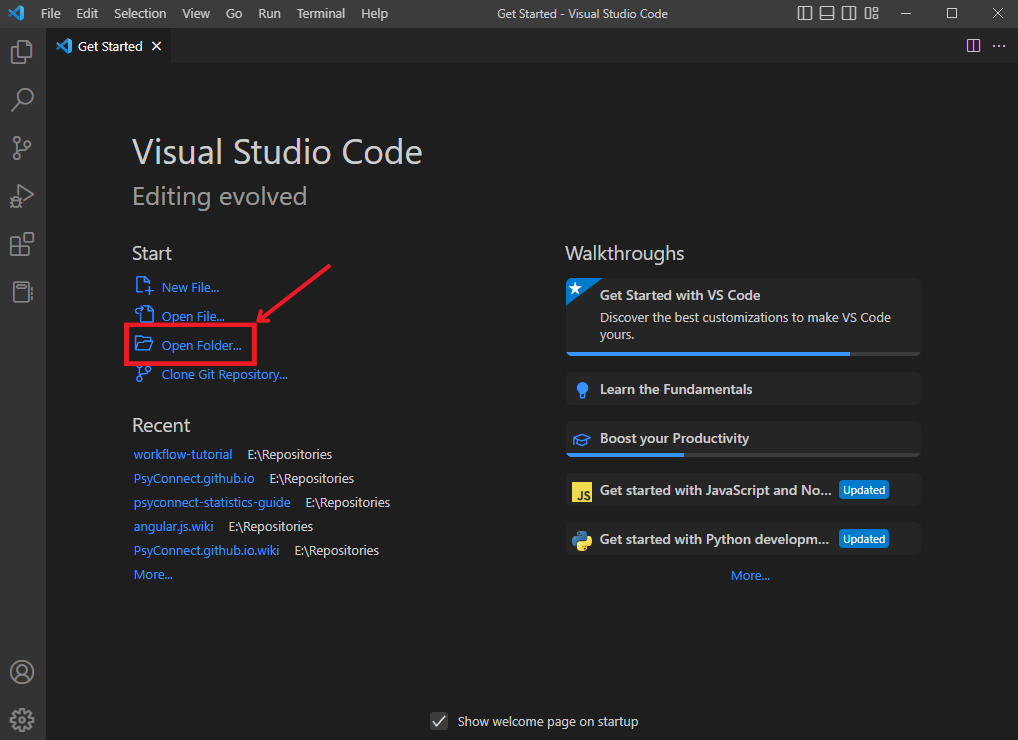 File Edit Selection View Go Run Terminal Help Get Started - Visual Studio Code
Get Started
Visual Studio Code
Editing evolved
Start
New File...
Open File...
Open Folder...
Clone Git Repository...
Recent
workflow-tutorial E:\Repositories
PsyConnect.github.io E:\Repositories
psyconnect-statistics-guide E:\Repositories
angular.js.wiki E:\Repositories
PsyConnect.github.io.wiki E:\Repositories
More...
Walkthroughs
Get Started with VS Code
Discover the best customizations to make VS Code
yours.
Learn the Fundamentals
Boost your Productivity
JS Get started with JavaScript and No... Updated
Get started with Python developm... Updated
More...
Show welcome page on startup